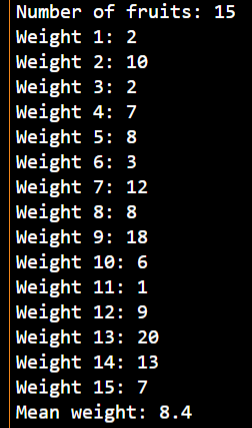 Number of fruits: 15
Weight 1: 2
Weight 2: 10
Weight 3: 2
Weight 4: 7
Weight 5: 8
Weight 6: 3
Weight 7: 12
Weight 8: 8
Weight 9: 18
Weight 10: 6
Weight 11: 1
Weight 12: 9
Weight 13: 20
Weight 14: 13
Weight 15: 7
Mean weight: 8.4